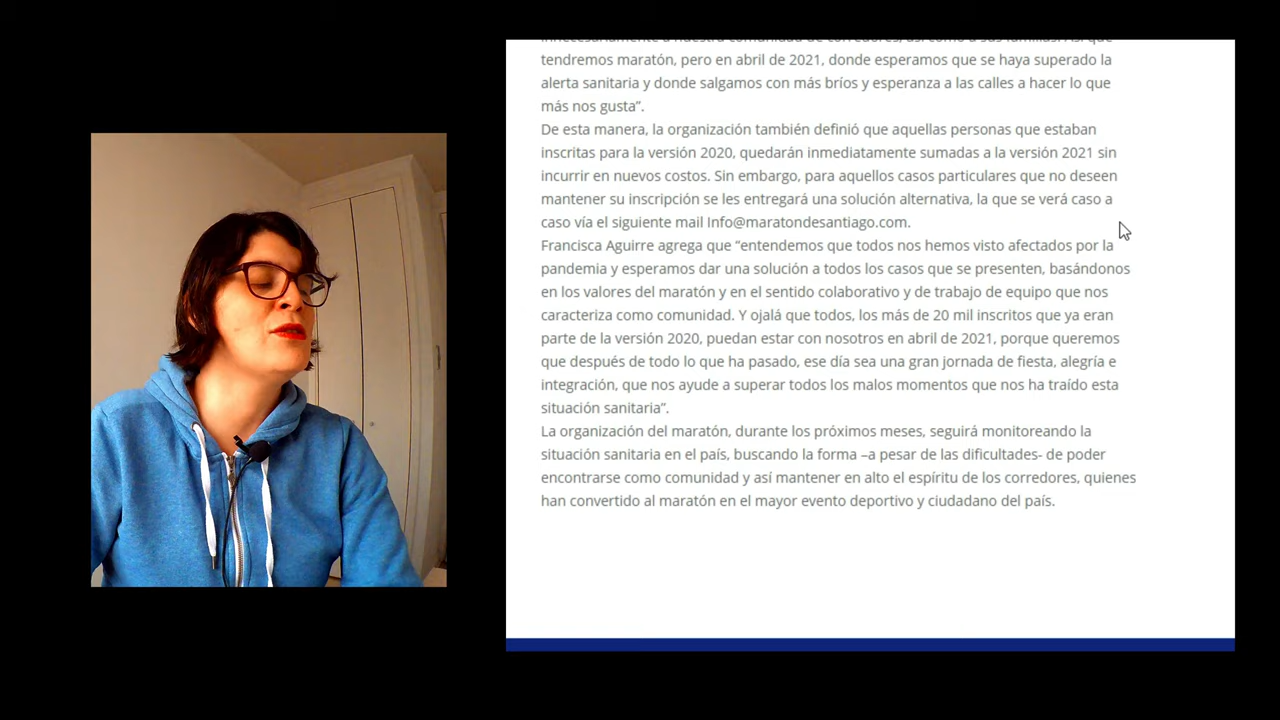 innecesariamente a nuestra comunidad de corredores, así como a sus familias. Así que
tendremos maratón, pero en abril de 2021, donde esperamos que se haya superado la
alerta sanitaria y donde salgamos con más bríos y esperanza a las calles a hacer lo que
más nos gusta”.
De esta manera, la organización también definió que aquellas personas que estaban
inscritas para la versión 2020, quedarán inmediatamente sumadas a la versión 2021 sin
incurrir en nuevos costos. Sin embargo, para aquellos casos particulares que no deseen
mantener su inscripción se les entregará una solución alternativa, la que se verá caso a
caso vía el siguiente mail Info@maratondesantiago.com.
Francisca Aguirre agrega que “entendemos que todos nos hemos visto afectados por la
pandemia y esperamos dar una solución a todos los casos que se presenten, basándonos
en los valores del maratón y en el sentido colaborativo y de trabajo de equipo que nos
caracteriza como comunidad. Y ojalá que todos, los más de 20 mil inscritos que ya eran
parte de la versión 2020, puedan estar con nosotros en abril de 2021, porque queremos
que después de todo lo que ha pasado, ese día sea una gran jornada de fiesta, alegría e
integración, que nos ayude a superar todos los malos momentos que nos ha traído esta
situación sanitaria”.
La organización del maratón, durante los próximos meses, seguirá monitoreando la
situación sanitaria en el país, buscando la forma –a pesar de las dificultades- de poder
encontrarse como comunidad y así mantener en alto el espíritu de los corredores, quienes
han convertido al maratón en el mayor evento deportivo y ciudadano del país.